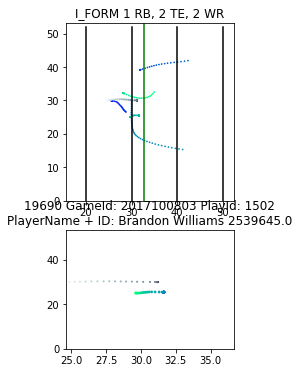 I_FORM 1 RB, 2 TE, 2 WR
50
40
30
20
10
0
20 30 40 50
19690 GameId: 2017100803 PlayId: 1502
PlayerName + ID: Brandon Williams 2539645.0
40
20
0
25.0 27.5 30.0 32.5 35.0